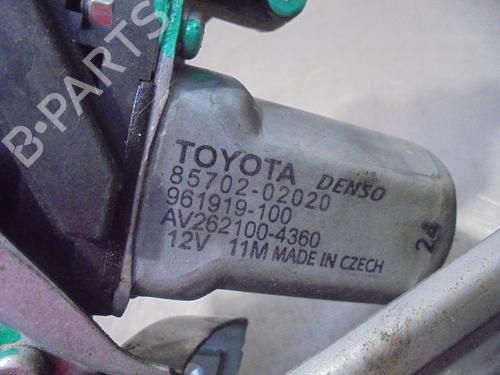 B-PARTS
TOYOTA DENSO
85702-02020
961919-100
AV262100-4360
12V 11M MADE IN CZECH
24